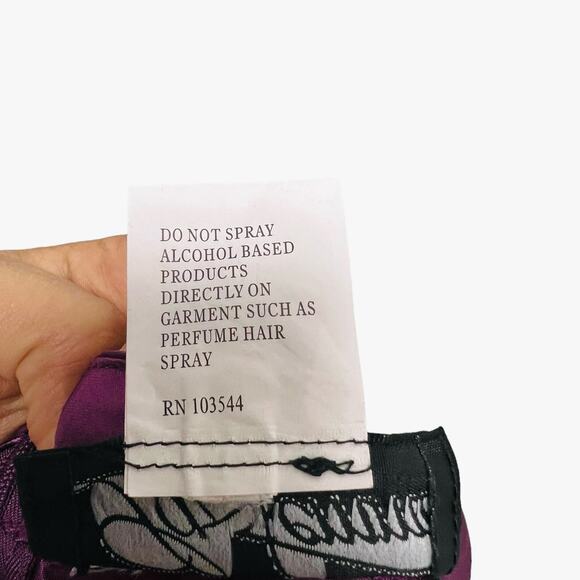 DO NOT SPRAY
ALCOHOL BASED
PRODUCTS
DIRECTLY ON
GARMENT SUCH AS
PERFUME HAIR
SPRAY
RN 103544